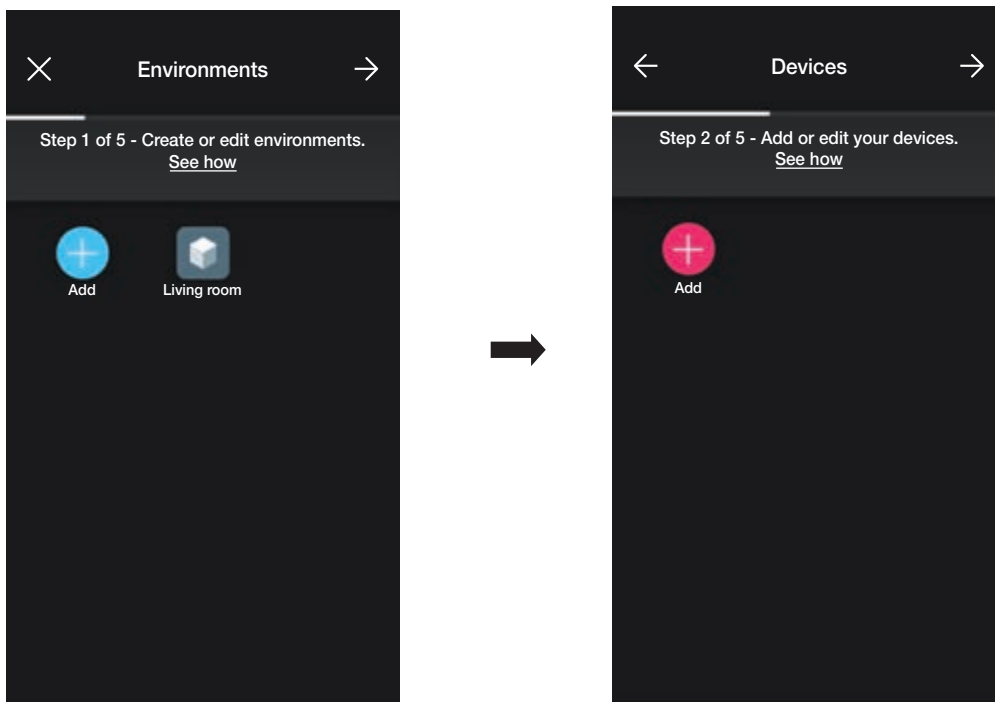 Environments
Step 1 of 5 - Create or edit environments.
See how
Add
Living room
Devices
Step 2 of 5 - Add or edit your devices.
See how
Add